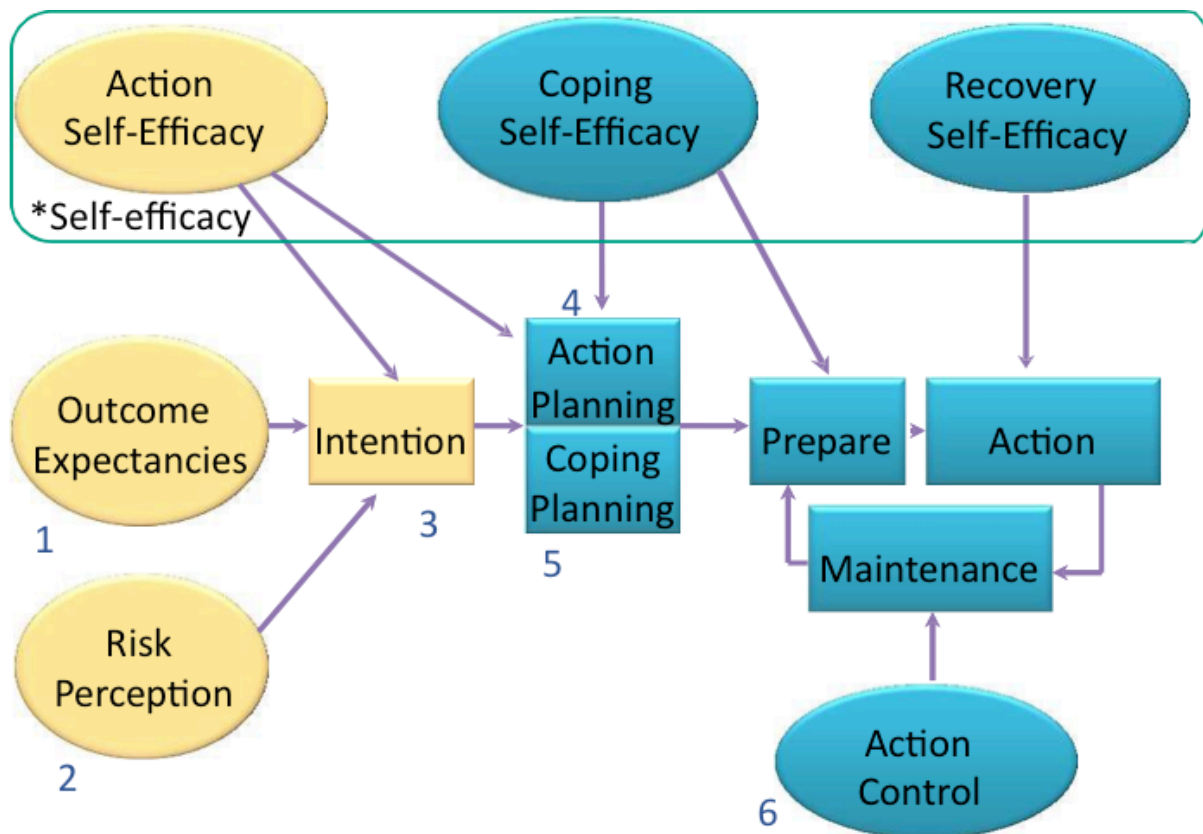 Action
Self-Efficacy
Coping
Self-Efficacy
Recovery
Self-Efficacy
*Self-efficacy
4
Outcome
Expectancies
1
Intention
3
Action
Planning
Coping
Planning
5
Prepare
Action
Maintenance
Risk
Perception
2
Action
Control
6